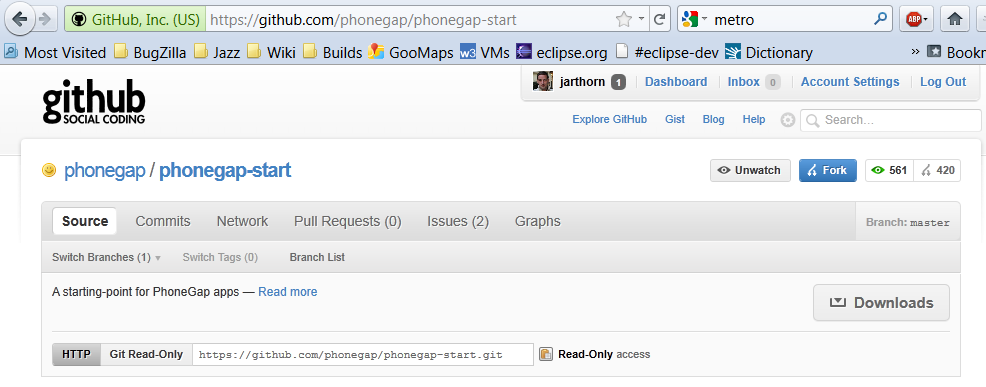 GitHub, Inc. (US) https://github.com/phonegap/phonegap-start metro ABP
Most Visited BugZilla Jazz Wiki Builds GooMaps w3 VMs eclipse.org #eclipse-dev Dictionary » Bookm
github
SOCIAL CODING
jarthorn 1 Dashboard Inbox 0 Account Settings Log Out
Explore GitHub Gist Blog Help Search...
phonegap / phonegap-start Unwatch Fork 561 420
Source Commits Network Pull Requests (0) Issues (2) Graphs Branch: master
Switch Branches (1) Switch Tags (0) Branch List
A starting-point for PhoneGap apps — Read more
Downloads
HTTP Git Read-Only https://github.com/phonegap/phonegap-start.git Read-Only access